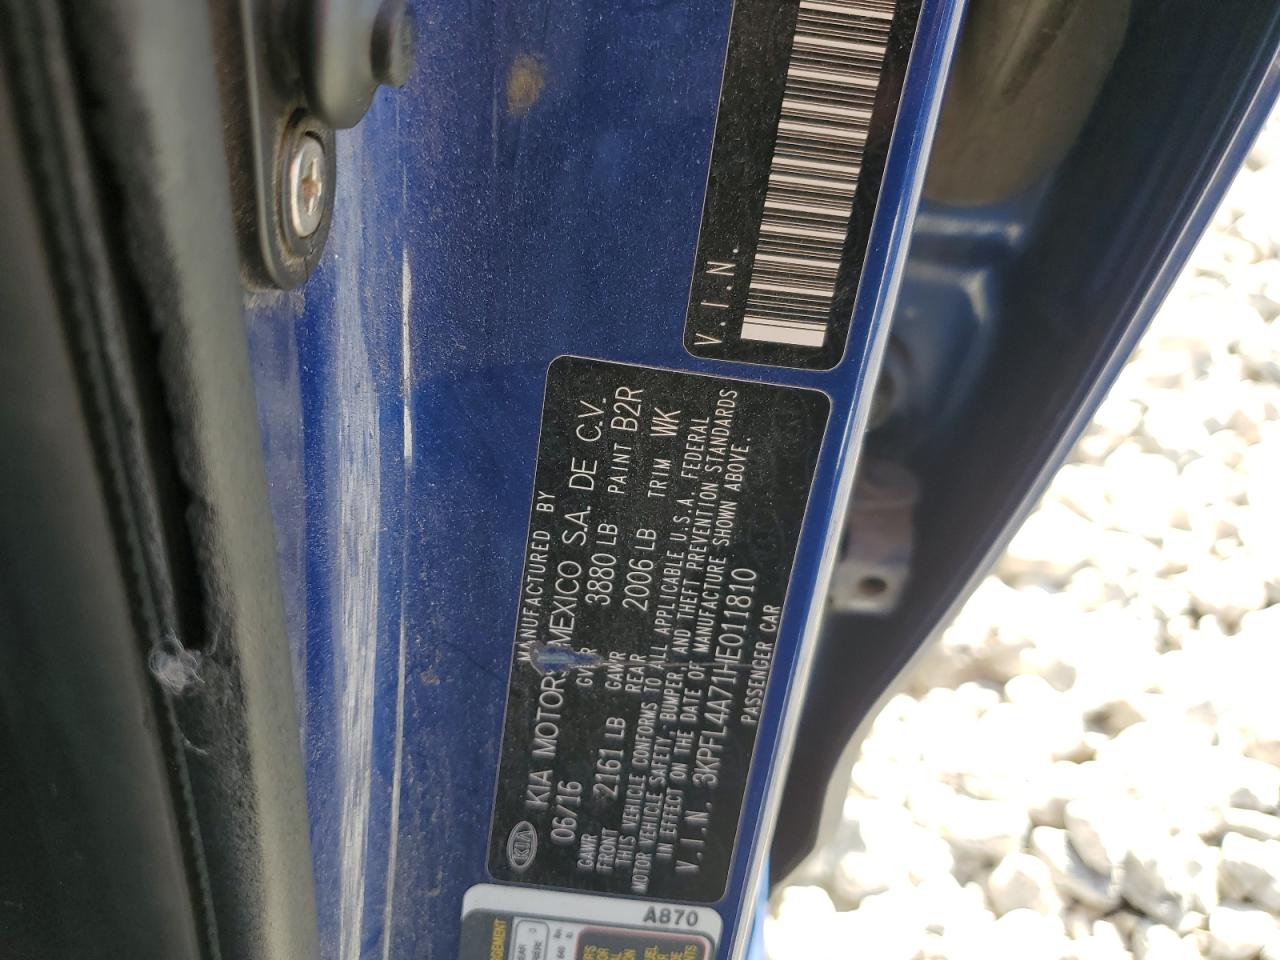 V.I.N.
MANUFACTURED BY
KIA KIA MOTORS MEXICO S.A. DE C.V.
06/16 GVWR 3880 LB PAINT B2R
GAWR FRONT 2161 LB GAWR REAR 2006 LB TRIM WK
THIS VEHICLE CONFORMS TO ALL APPLICABLE U.S.A. FEDERAL
MOTOR VEHICLE SAFETY, BUMPER, AND THEFT PREVENTION STANDARDS
IN EFFECT ON THE DATE OF MANUFACTURE SHOWN ABOVE.
V.I.N. 3KPFL4A71HE011810
PASSENGER CAR
A870